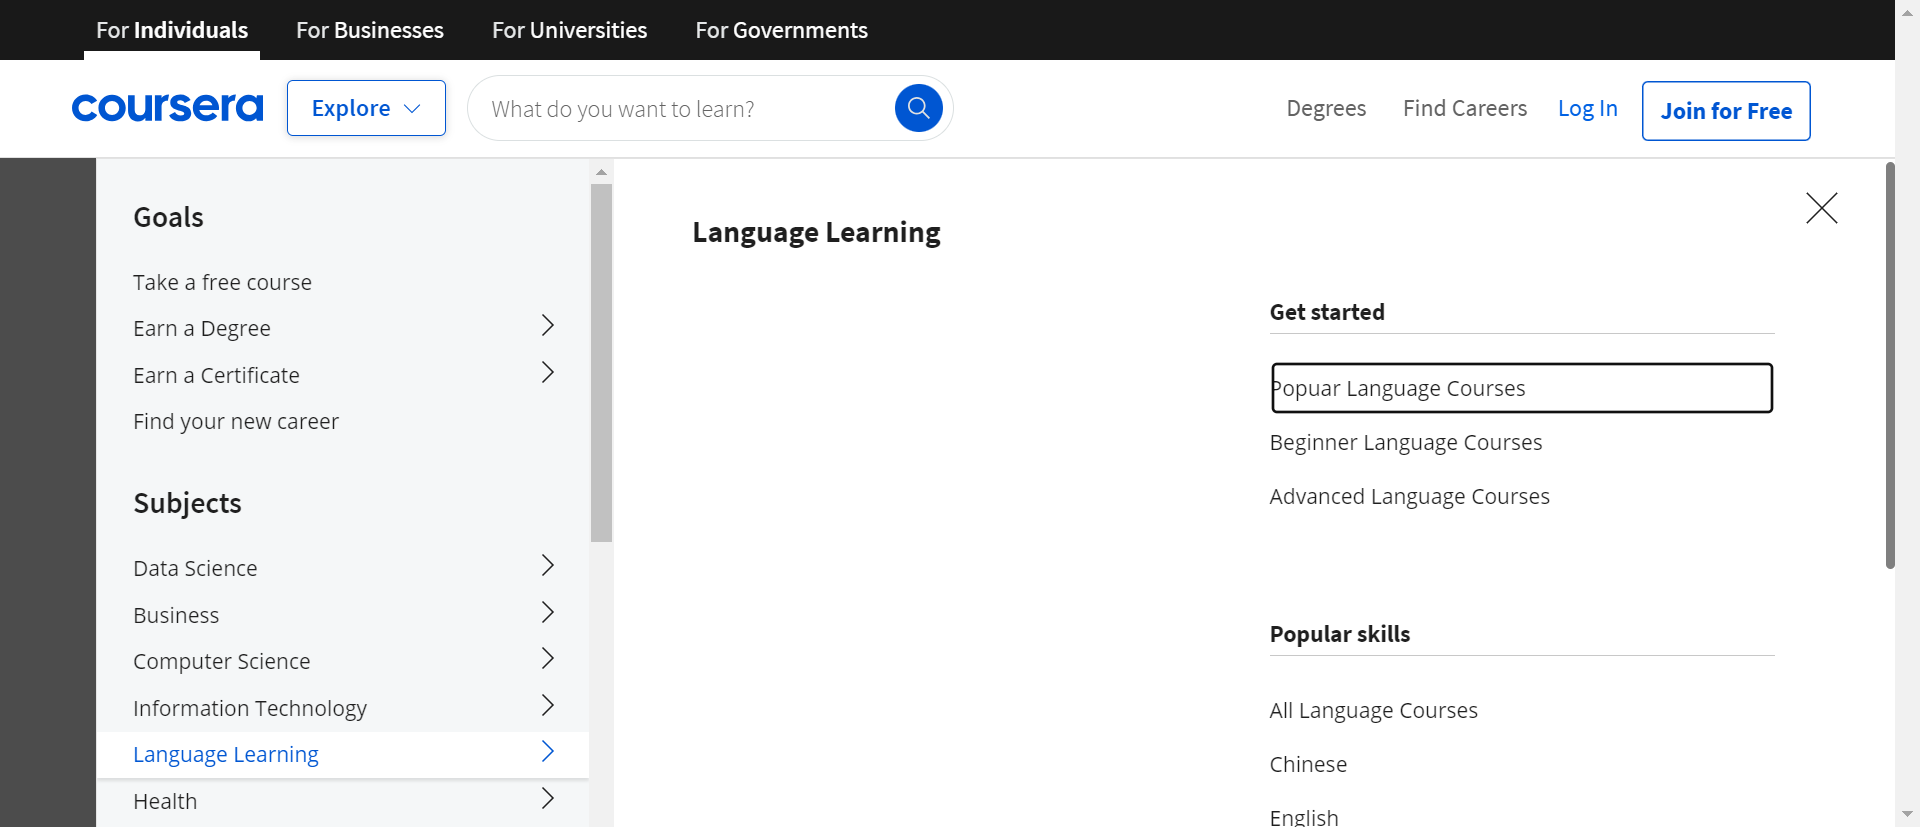 For Individuals
For Businesses
For Universities
For Governments
coursera
Explore
What do you want to learn?
Degrees
Find Careers
Log In
Join for Free
Goals
Take a free course
Earn a Degree
Earn a Certificate
Find your new career
Subjects
Data Science
Business
Computer Science
Information Technology
Language Learning
Health
Language Learning
Get started
Popuar Language Courses
Beginner Language Courses
Advanced Language Courses
Popular skills
All Language Courses
Chinese
English